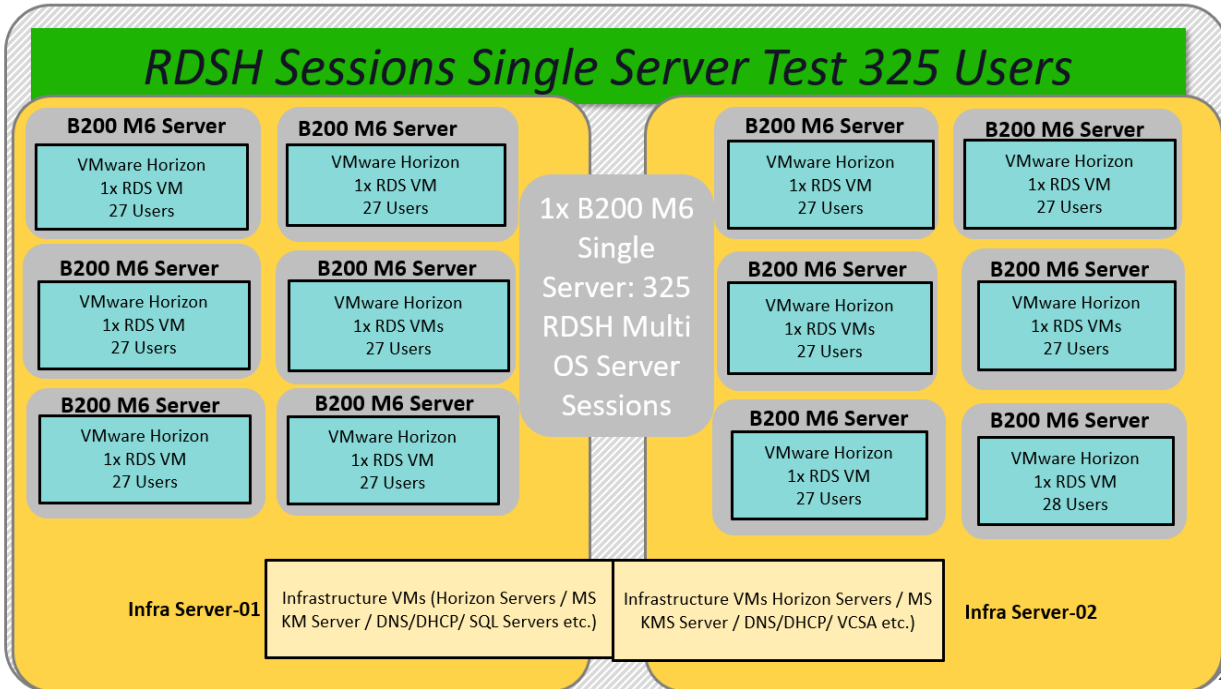 RDSH Sessions Single Server Test 325 Users
B200 M6 Server
VMware Horizon
1x RDS VM
27 Users
B200 M6 Server
VMware Horizon
1x RDS VM
27 Users
B200 M6 Server
VMware Horizon
1x RDS VM
27 Users
B200 M6 Server
VMware Horizon
1x RDS VMs
27 Users
B200 M6 Server
VMware Horizon
1x RDS VM
27 Users
B200 M6 Server
VMware Horizon
1x RDS VM
27 Users
1x B200 M6
Single
Server: 325
RDSH Multi
OS Server
Sessions
B200 M6 Server
VMware Horizon
1x RDS VM
27 Users
B200 M6 Server
VMware Horizon
1x RDS VM
27 Users
B200 M6 Server
VMware Horizon
1x RDS VMs
27 Users
B200 M6 Server
VMware Horizon
1x RDS VMs
27 Users
B200 M6 Server
VMware Horizon
1x RDS VM
27 Users
B200 M6 Server
VMware Horizon
1x RDS VM
28 Users
Infra Server-01
Infrastructure VMs (Horizon Servers / MS
KM Server / DNS/DHCP/ SQL Servers etc.)
Infrastructure VMs Horizon Servers / MS
KMS Server / DNS/DHCP/ VCSA etc.)
Infra Server-02